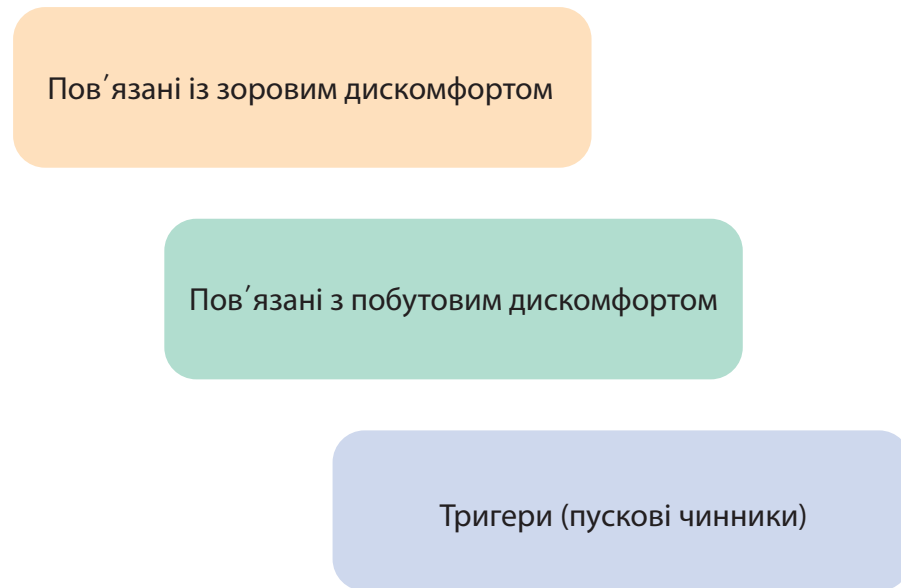 Пов′язані із зоровим дискомфортом
Пов′язані з побутовим дискомфортом
Тригери (пускові чинники)